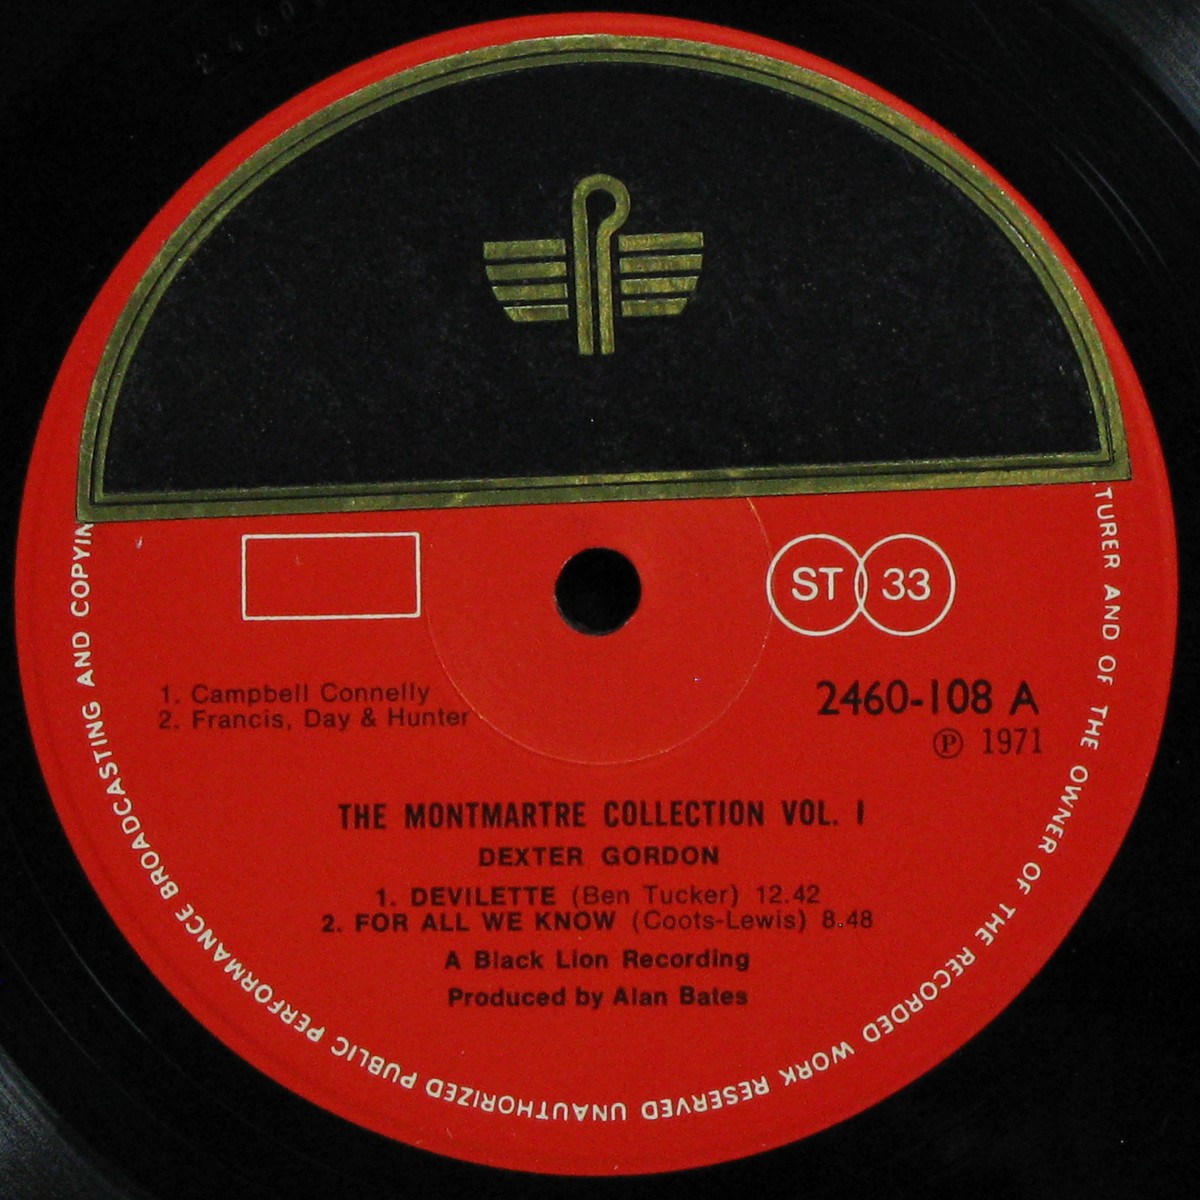 ST 33
1. Campbell Connelly
2. Francis, Day & Hunter
2460-108 A
℗ 1971
THE MONTMARTRE COLLECTION VOL. I
DEXTER GORDON
1. DEVILETTE (Ben Tucker) 12.42
2. FOR ALL WE KNOW (Coots-Lewis) 8.48
A Black Lion Recording
Produced by Alan Bates
TURER AND OF THE OWNER OF THE RECORDED WORK RESERVED UNAUTHORIZED PUBLIC PERFORMANCE BROADCASTING AND COPYIN